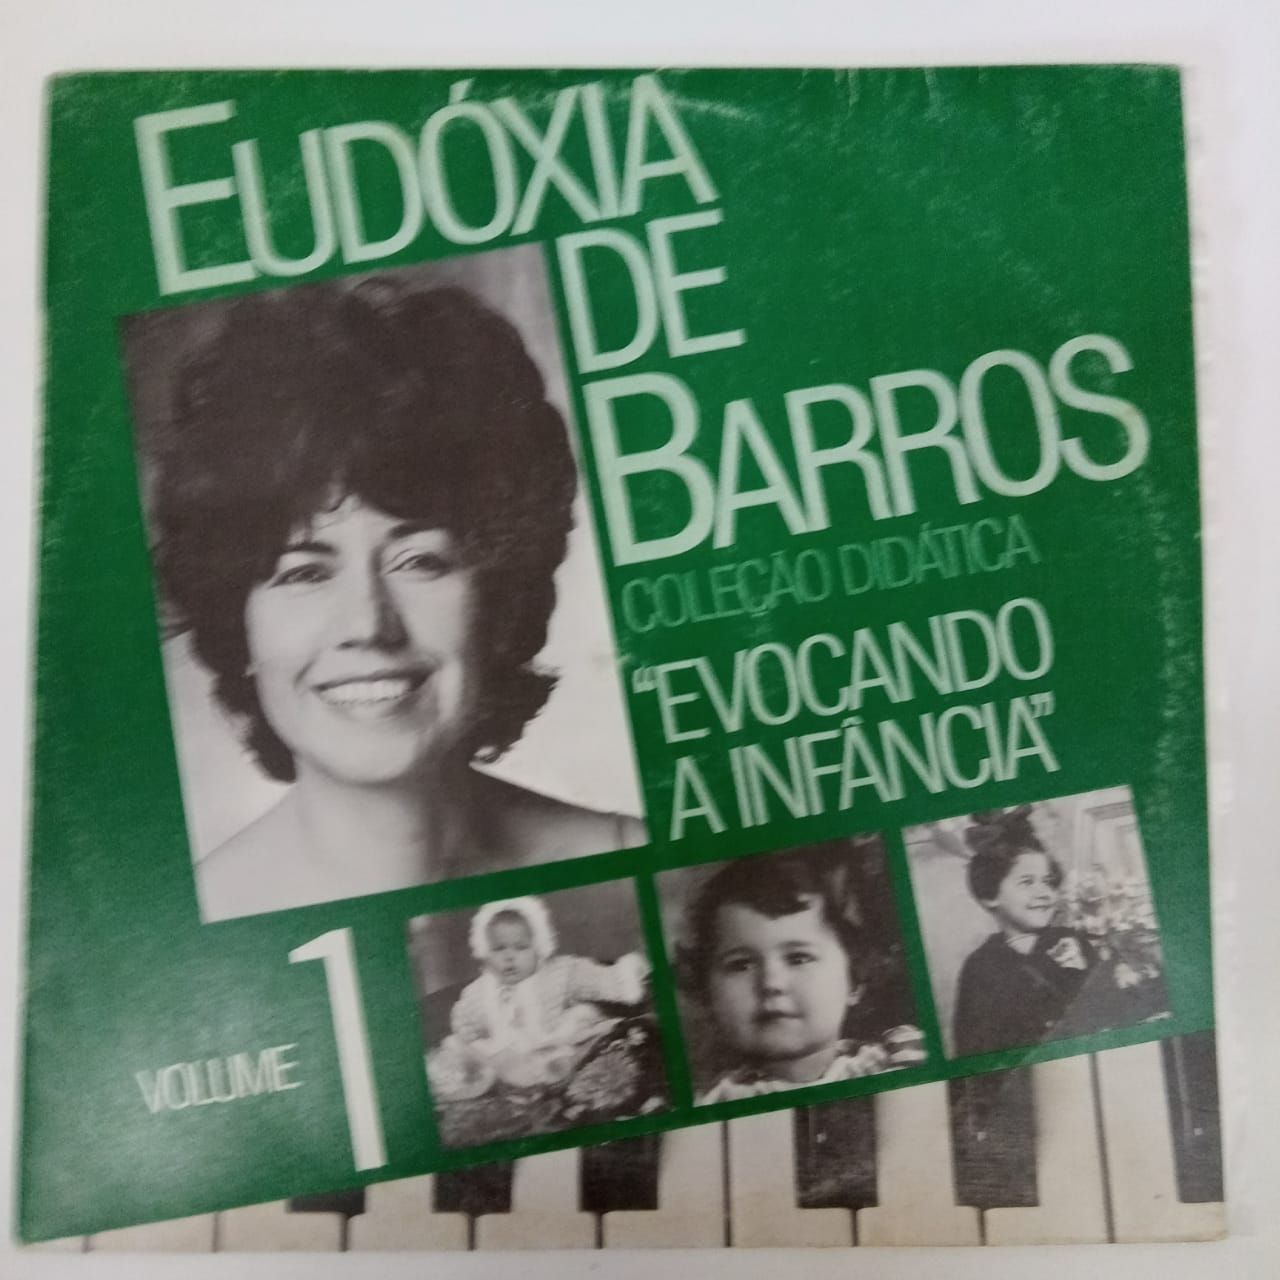 EUDÓXIA
DE
BARROS
COLEÇÃO DIDÁTICA
"EVOCANDO
A INFÂNCIA"
VOLUME 1